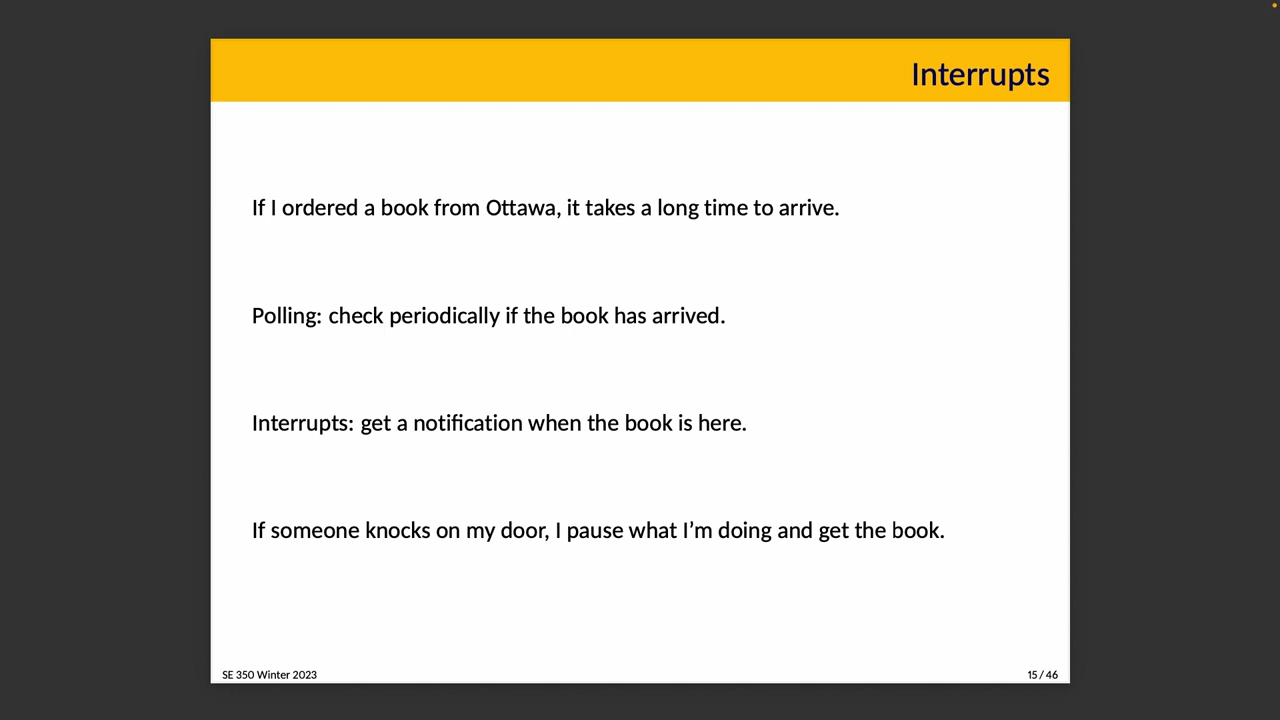 Interrupts
If I ordered a book from Ottawa, it takes a long time to arrive.
Polling: check periodically if the book has arrived.
Interrupts: get a notification when the book is here.
If someone knocks on my door, I pause what I’m doing and get the book.
SE 350 Winter 2023
15 / 46